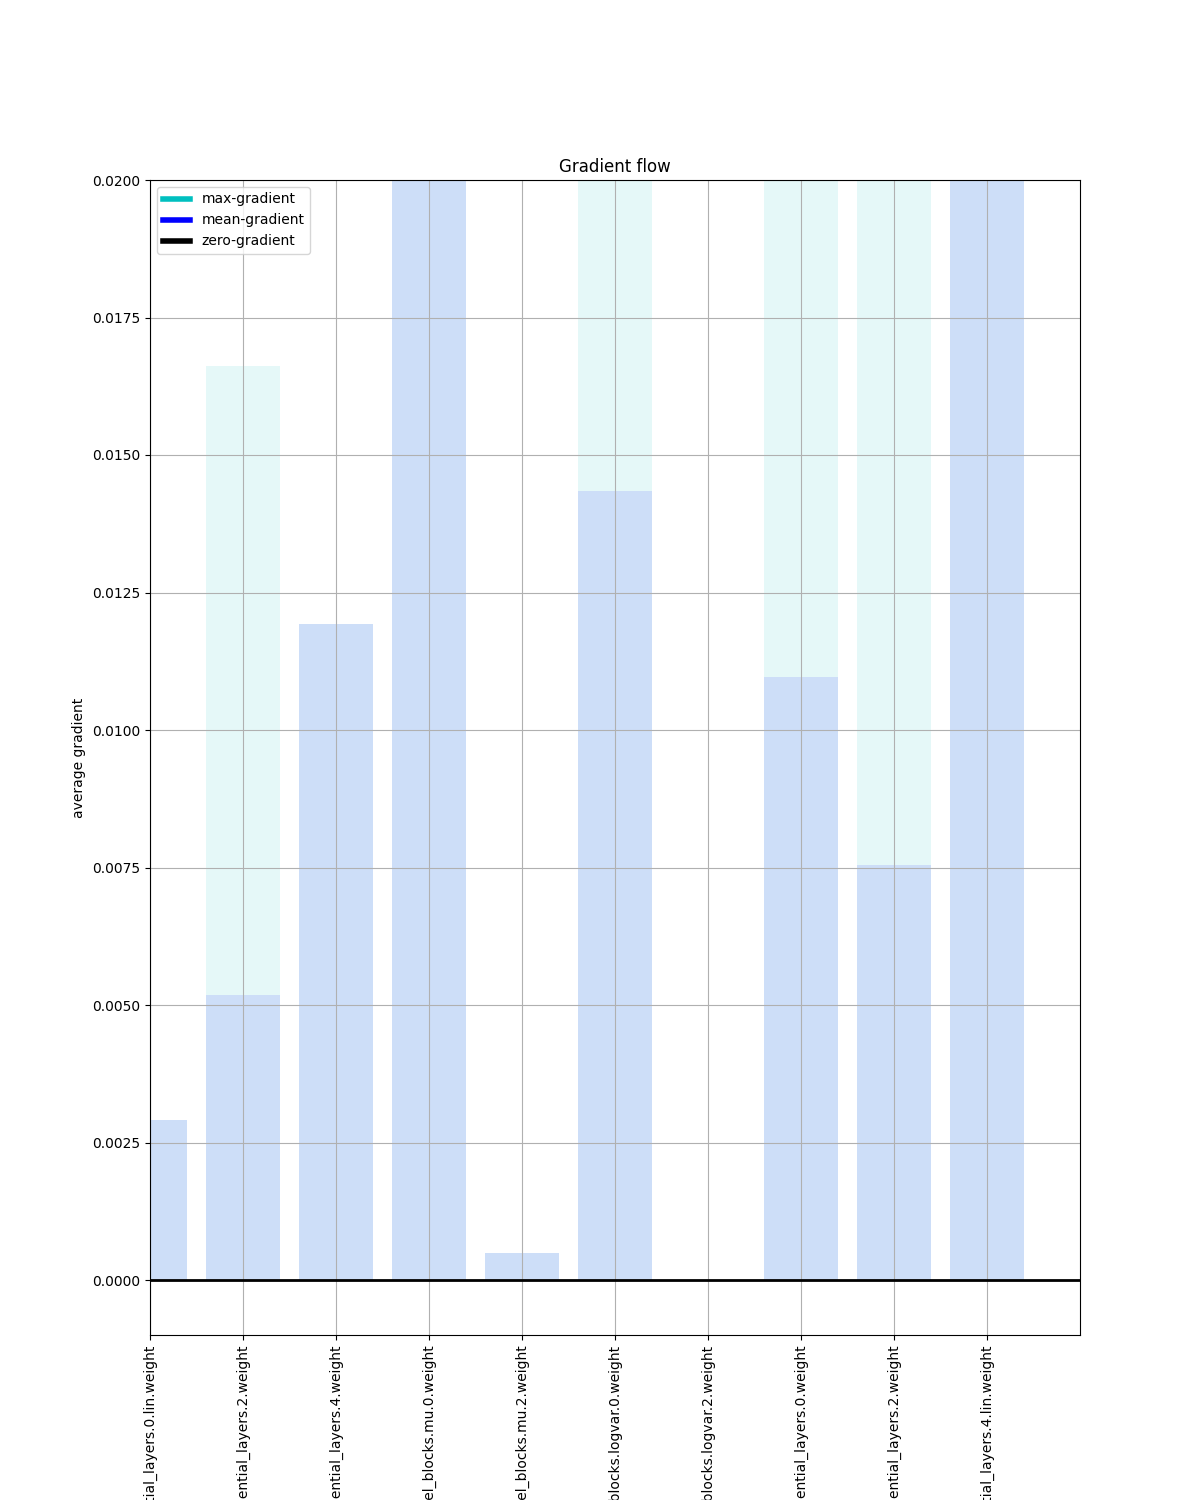 Gradient flow
max-gradient
mean-gradient
zero-gradient
0.0200
0.0175
0.0150
0.0125
0.0100
0.0075
0.0050
0.0025
0.0000
average gradient
tial_layers.0.lin.weight
ential_layers.2.weight
ential_layers.4.weight
el_blocks.mu.0.weight
el_blocks.mu.2.weight
blocks.logvar.0.weight
blocks.logvar.2.weight
ential_layers.0.weight
ential_layers.2.weight
tial_layers.4.lin.weight